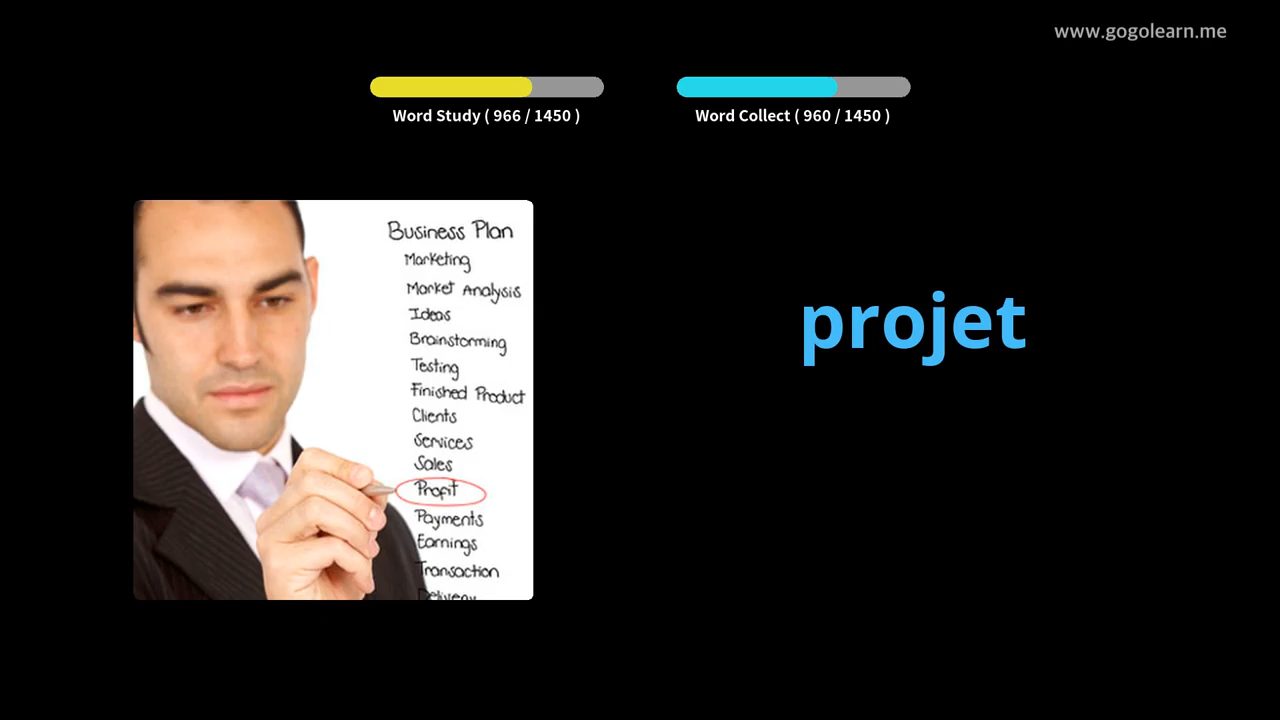 www.gogolearn.me
Word Study ( 966 / 1450 )
Word Collect ( 960 / 1450 )
Business Plan
Marketing
Market Analysis
Ideas
Brainstorming
Testing
Finished Product
Clients
Services
Sales
Profit
Payments
Earnings
Transaction
Delivery
projet